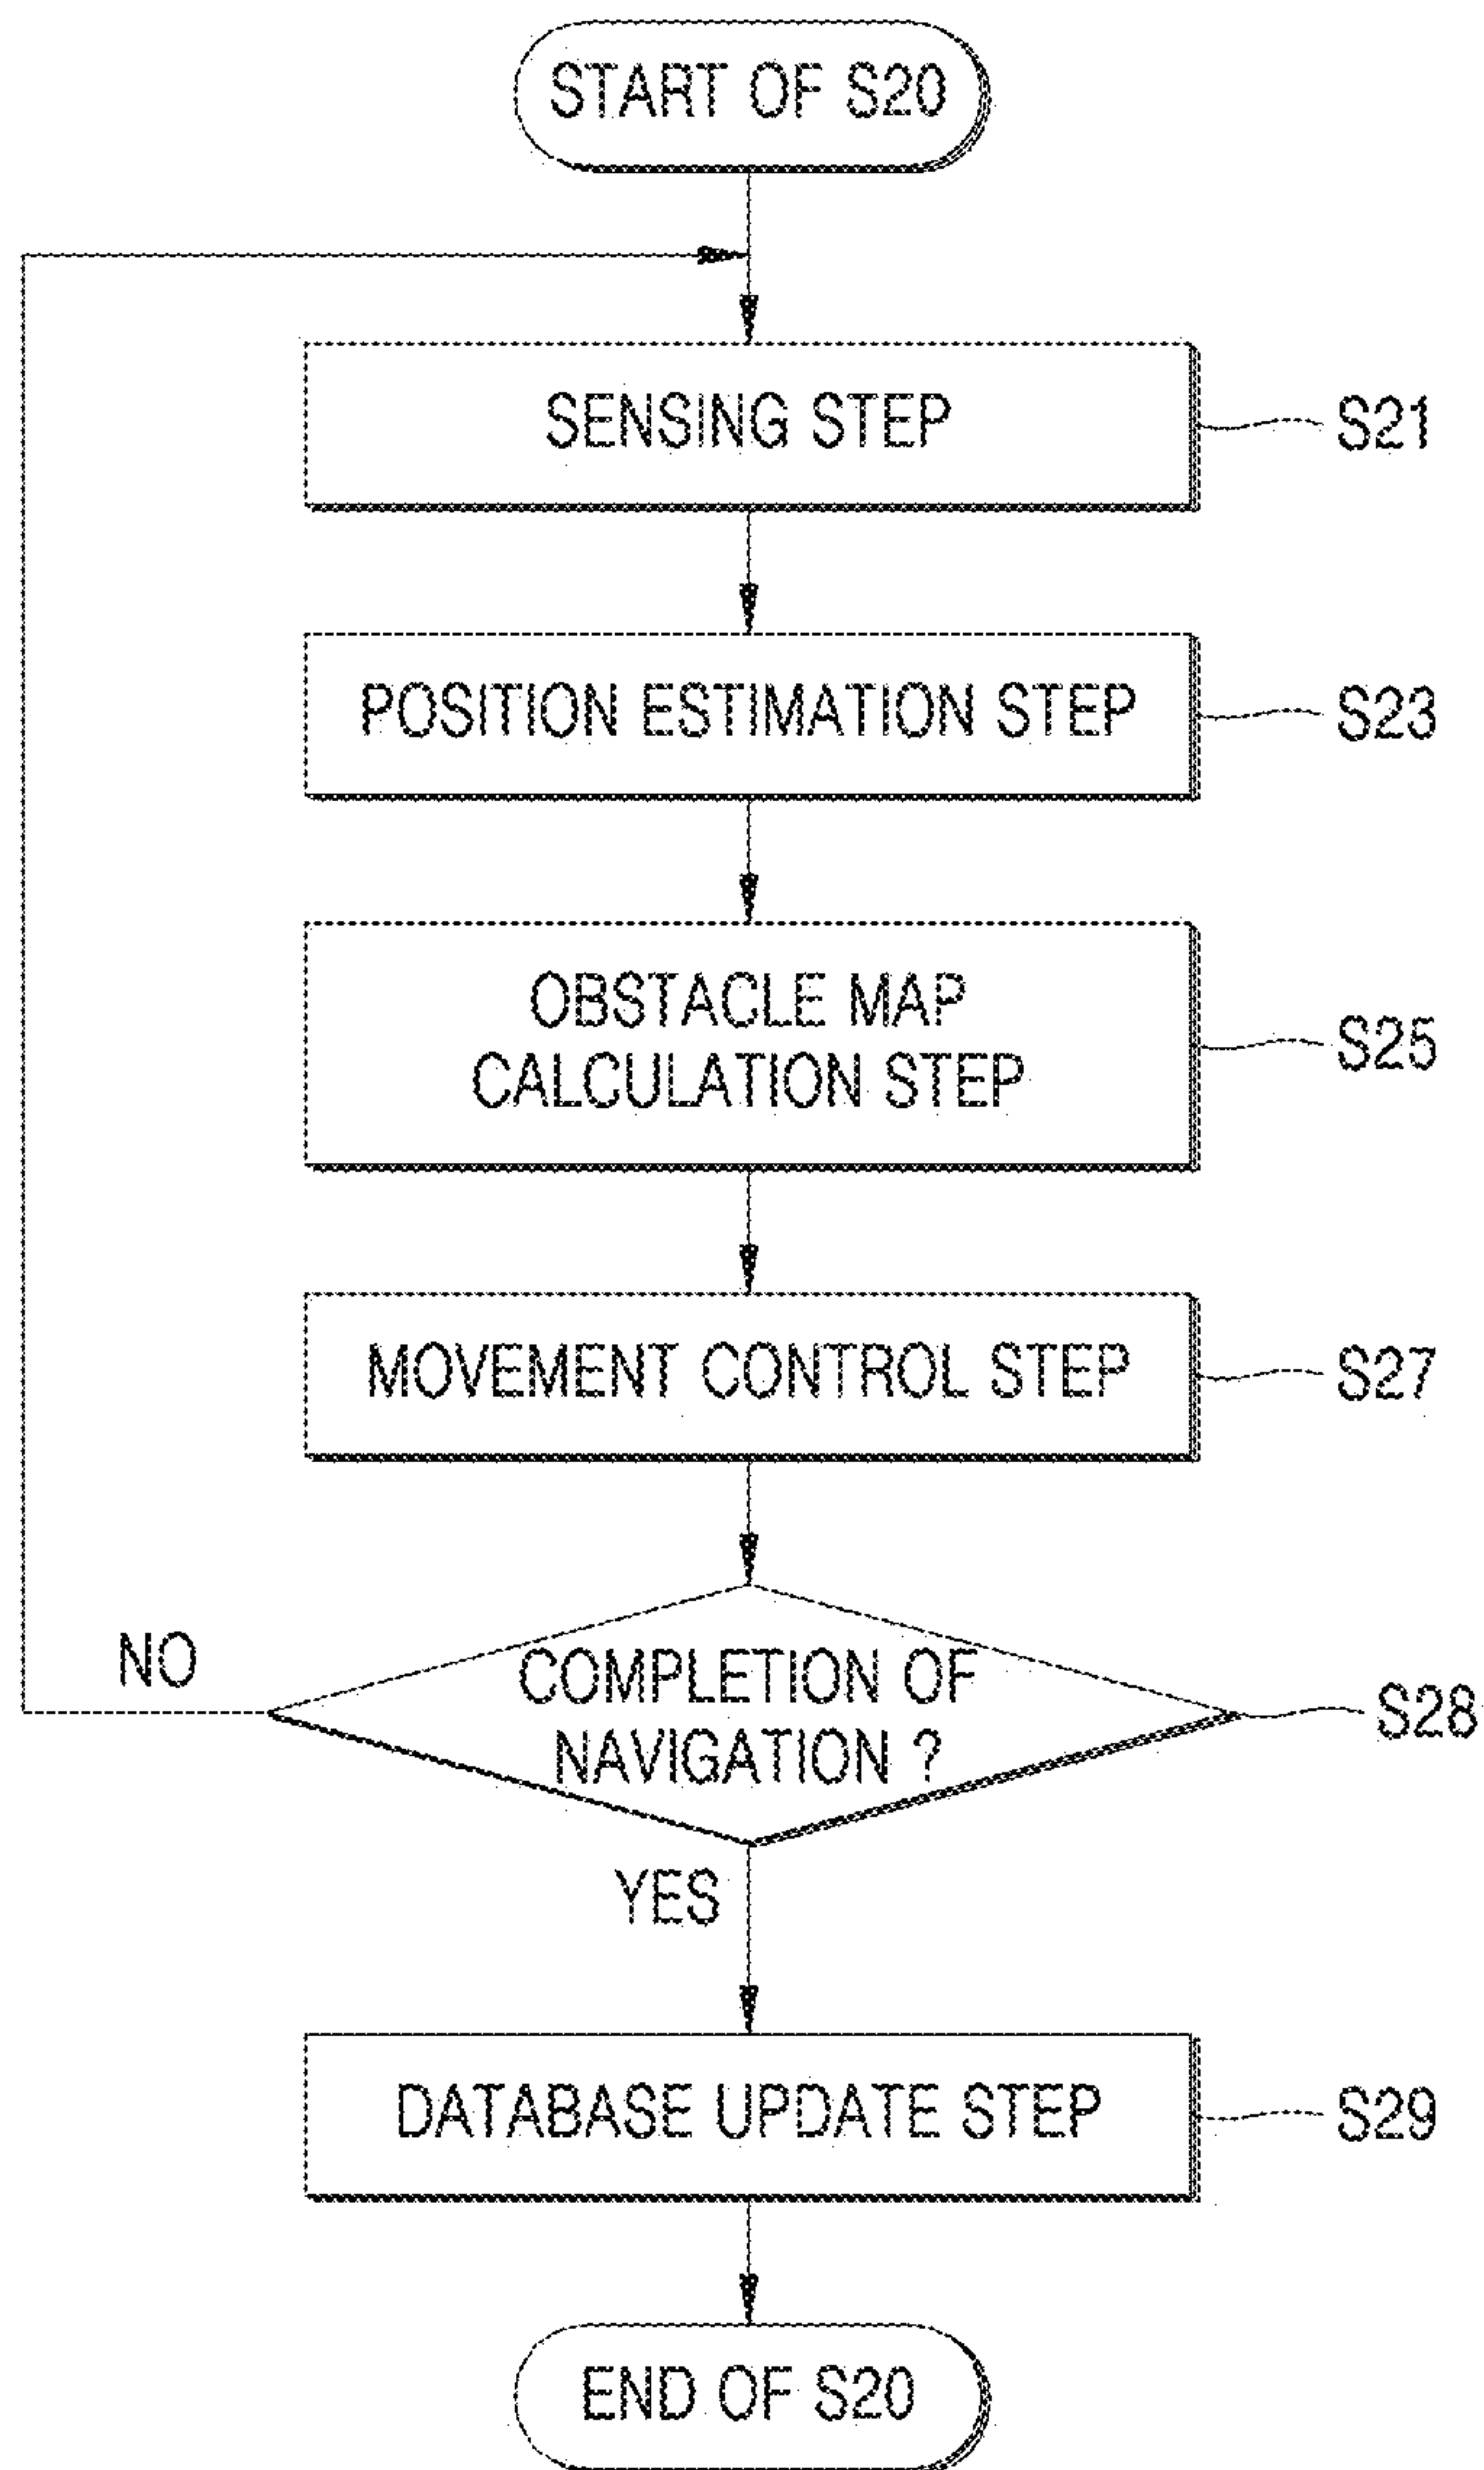 START OF S20
SENSING STEP
S21
POSITION ESTIMATION STEP
S23
OBSTACLE MAP
CALCULATION STEP
S25
MOVEMENT CONTROL STEP
S27
NO
COMPLETION OF
NAVIGATION ?
S28
YES
DATABASE UPDATE STEP
S29
END OF S20